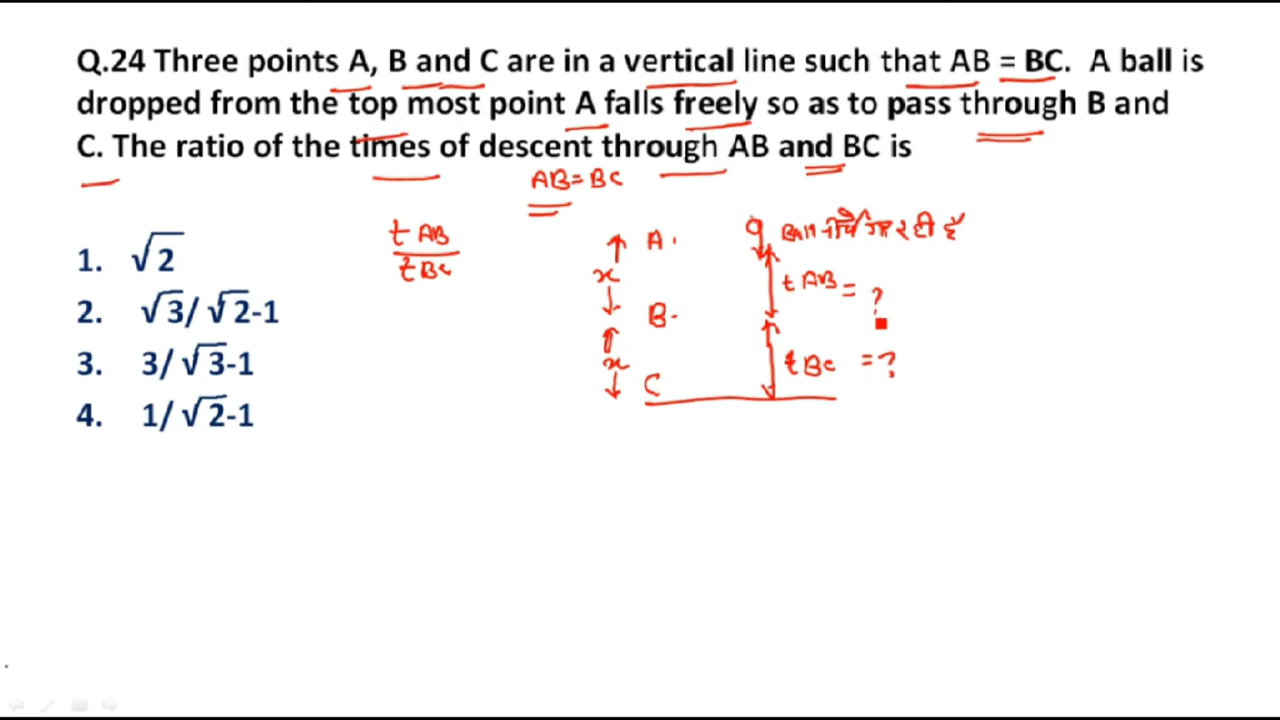 Q.24 Three points A, B and C are in a vertical line such that AB = BC. A ball is
dropped from the top most point A falls freely so as to pass through B and
C. The ratio of the times of descent through AB and BC is
AB = BC
1. √2
2. √3/ √2-1
3. 3/ √3-1
4. 1/ √2-1
t AB
t BC
A
x
B
x
C
Ball नीचे गिर रही है
t AB = ?
t BC = ?